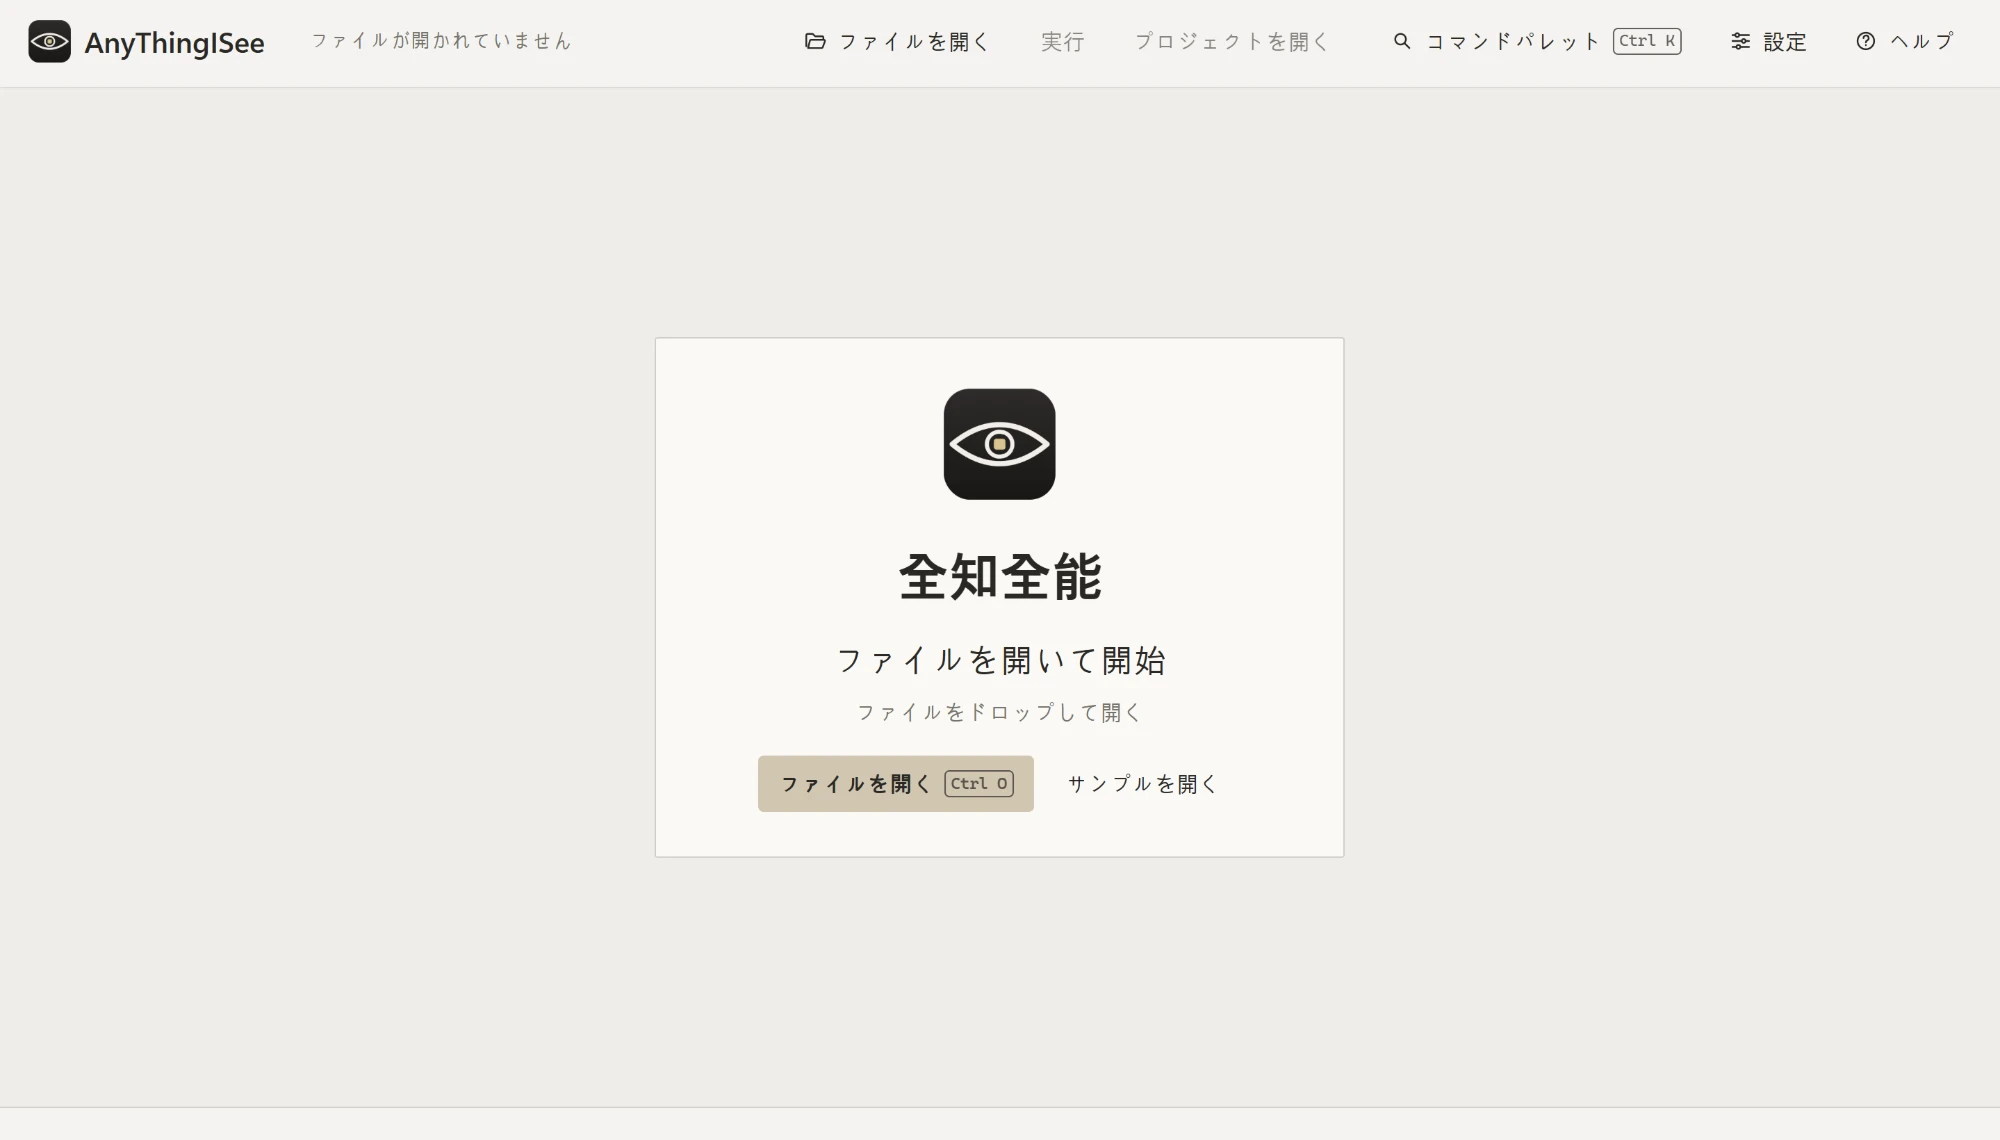 AnyThingISee
ファイルが開かれていません
ファイルを開く
実行
プロジェクトを開く
コマンドパレット Ctrl K
設定
ヘルプ
全知全能
ファイルを開いて開始
ファイルをドロップして開く
ファイルを開く Ctrl O
サンプルを開く